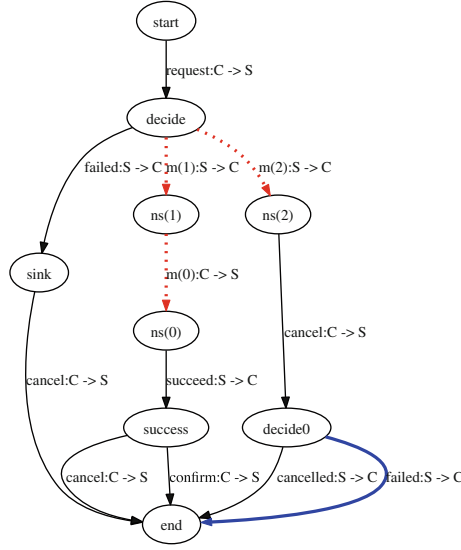 start
request:C -> S
decide
failed:S -> C
m(1):S -> C
m(2):S -> C
ns(1)
ns(2)
sink
m(0):C -> S
ns(0)
cancel:C -> S
cancel:C -> S
succeed:S -> C
success
decide0
cancel:C -> S
confirm:C -> S
cancelled:S -> C
failed:S -> C
end